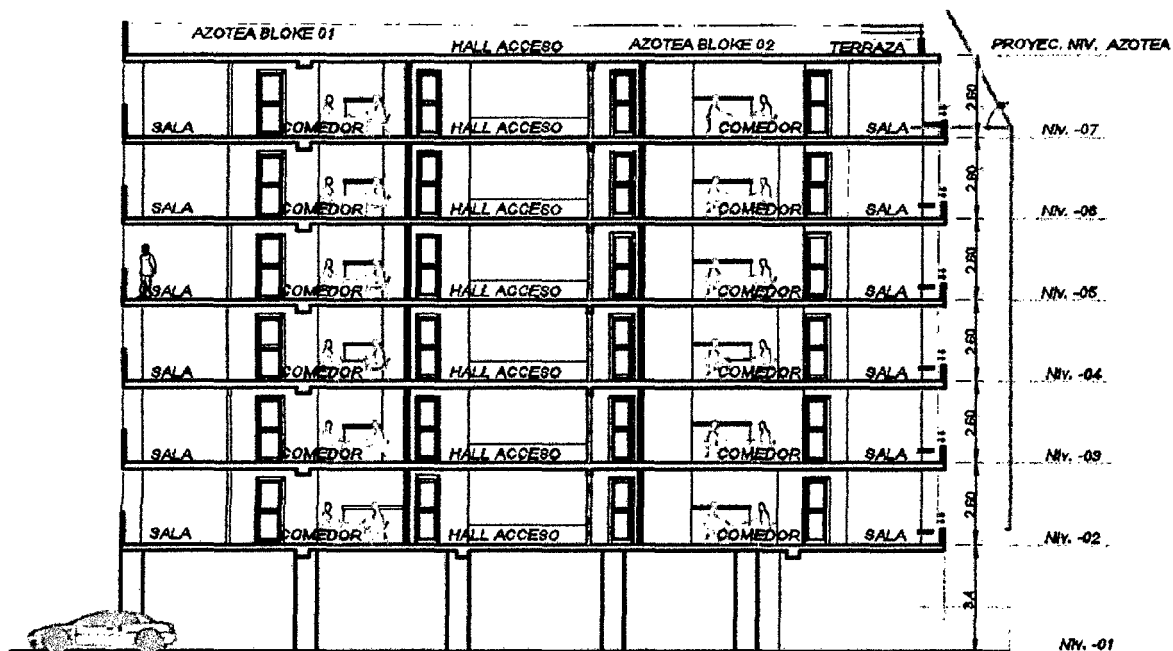 AZOTEA BLOKE 01 HALL ACCESO AZOTEA BLOKE 02 TERRAZA PROYEC. NIV. AZOTEA
2.60
SALA COMEDOR HALL ACCESO COMEDOR SALA NIV. -07
2.60
SALA COMEDOR HALL ACCESO COMEDOR SALA NIV. -06
2.60
SALA COMEDOR HALL ACCESO COMEDOR SALA NIV. -05
2.60
SALA COMEDOR HALL ACCESO COMEDOR SALA NIV. -04
2.60
SALA COMEDOR HALL ACCESO COMEDOR SALA NIV. -03
2.60
SALA COMEDOR HALL ACCESO COMEDOR SALA NIV. -02
3.4
NIV. -01